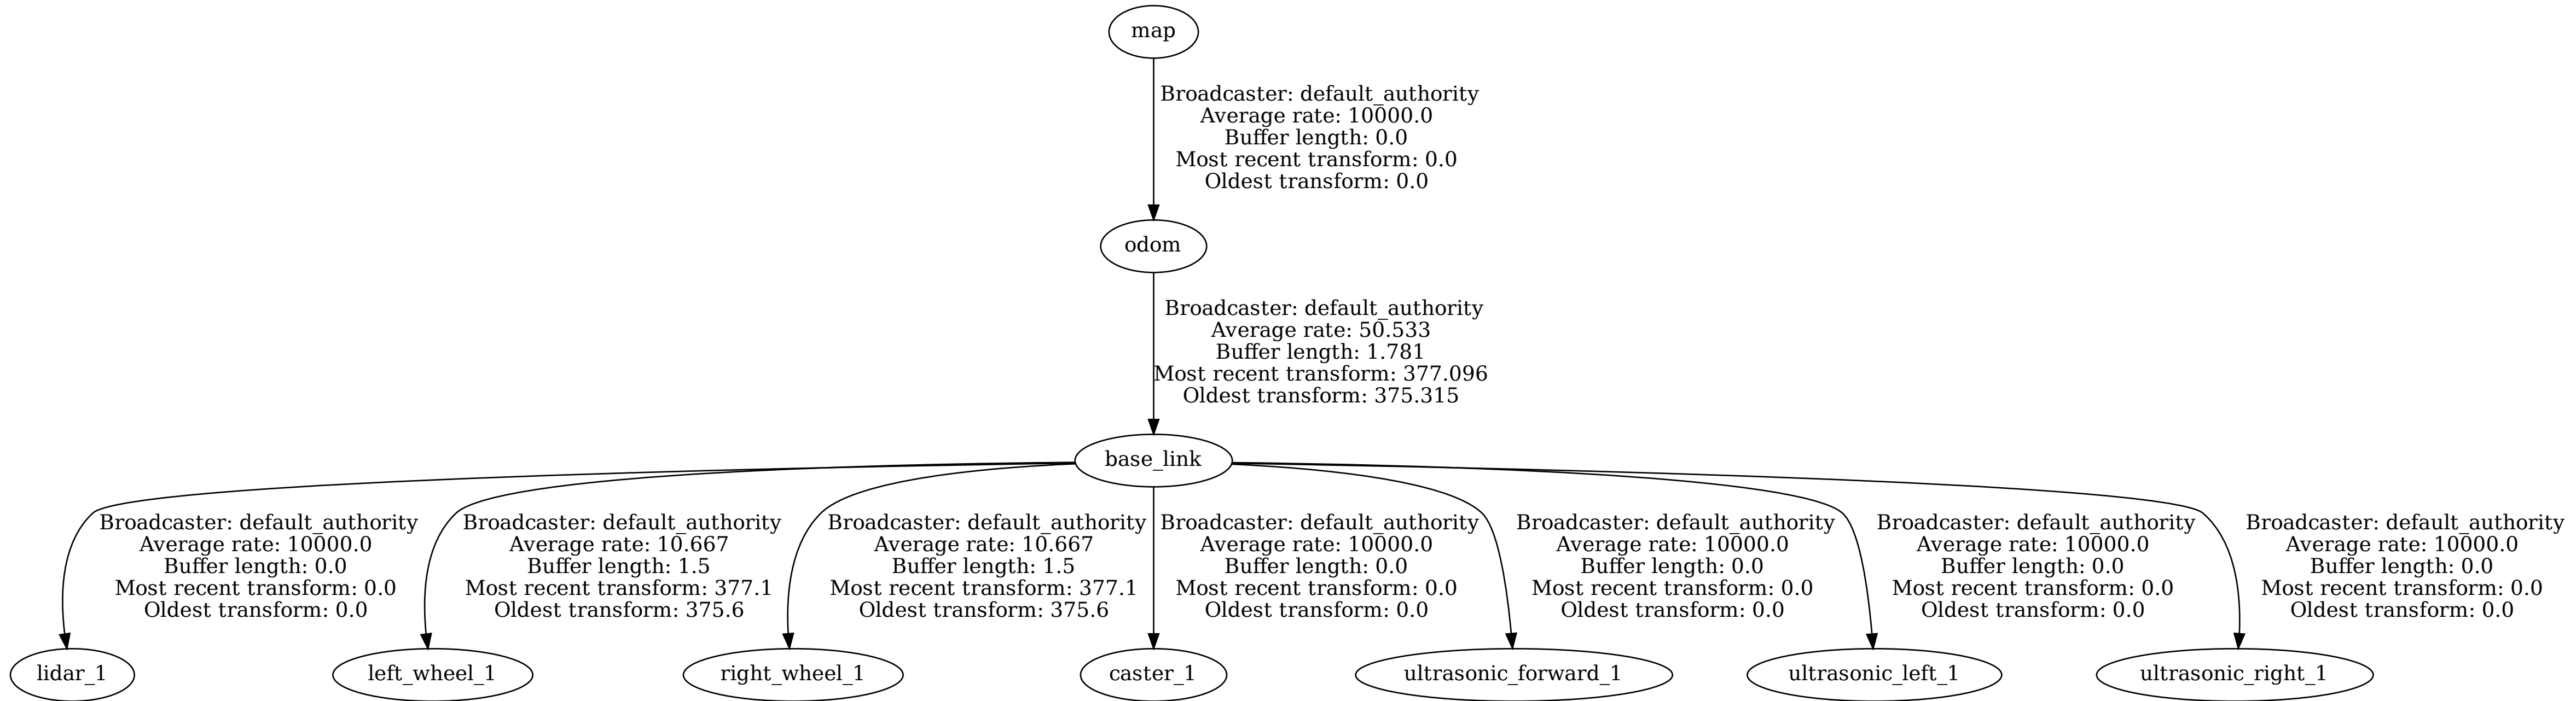 map
Broadcaster: default_authority
Average rate: 10000.0
Buffer length: 0.0
Most recent transform: 0.0
Oldest transform: 0.0
odom
Broadcaster: default_authority
Average rate: 50.533
Buffer length: 1.781
Most recent transform: 377.096
Oldest transform: 375.315
base_link
Broadcaster: default_authority
Average rate: 10000.0
Buffer length: 0.0
Most recent transform: 0.0
Oldest transform: 0.0
Broadcaster: default_authority
Average rate: 10.667
Buffer length: 1.5
Most recent transform: 377.1
Oldest transform: 375.6
Broadcaster: default_authority
Average rate: 10.667
Buffer length: 1.5
Most recent transform: 377.1
Oldest transform: 375.6
Broadcaster: default_authority
Average rate: 10000.0
Buffer length: 0.0
Most recent transform: 0.0
Oldest transform: 0.0
Broadcaster: default_authority
Average rate: 10000.0
Buffer length: 0.0
Most recent transform: 0.0
Oldest transform: 0.0
Broadcaster: default_authority
Average rate: 10000.0
Buffer length: 0.0
Most recent transform: 0.0
Oldest transform: 0.0
Broadcaster: default_authority
Average rate: 10000.0
Buffer length: 0.0
Most recent transform: 0.0
Oldest transform: 0.0
lidar_1
left_wheel_1
right_wheel_1
caster_1
ultrasonic_forward_1
ultrasonic_left_1
ultrasonic_right_1